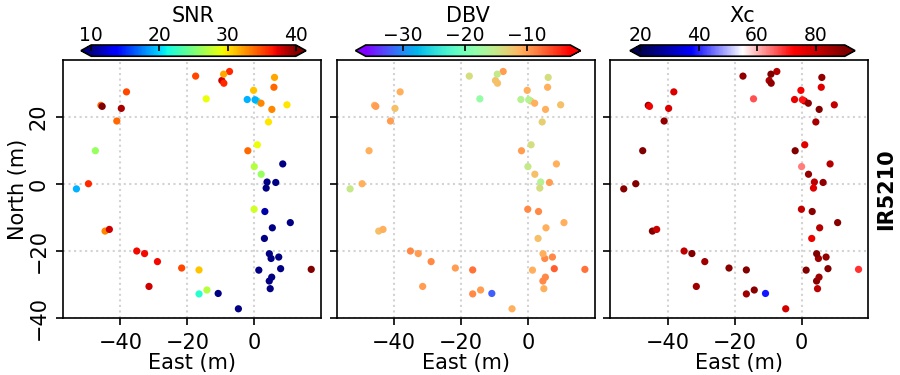 SNR DBV Xc
10 20 30 40 −30 −20 −10 20 40 60 80
20
0
−20
−40
North (m)
−40 −20 0 −40 −20 0 −40 −20 0
East (m) East (m) East (m)
IR5210